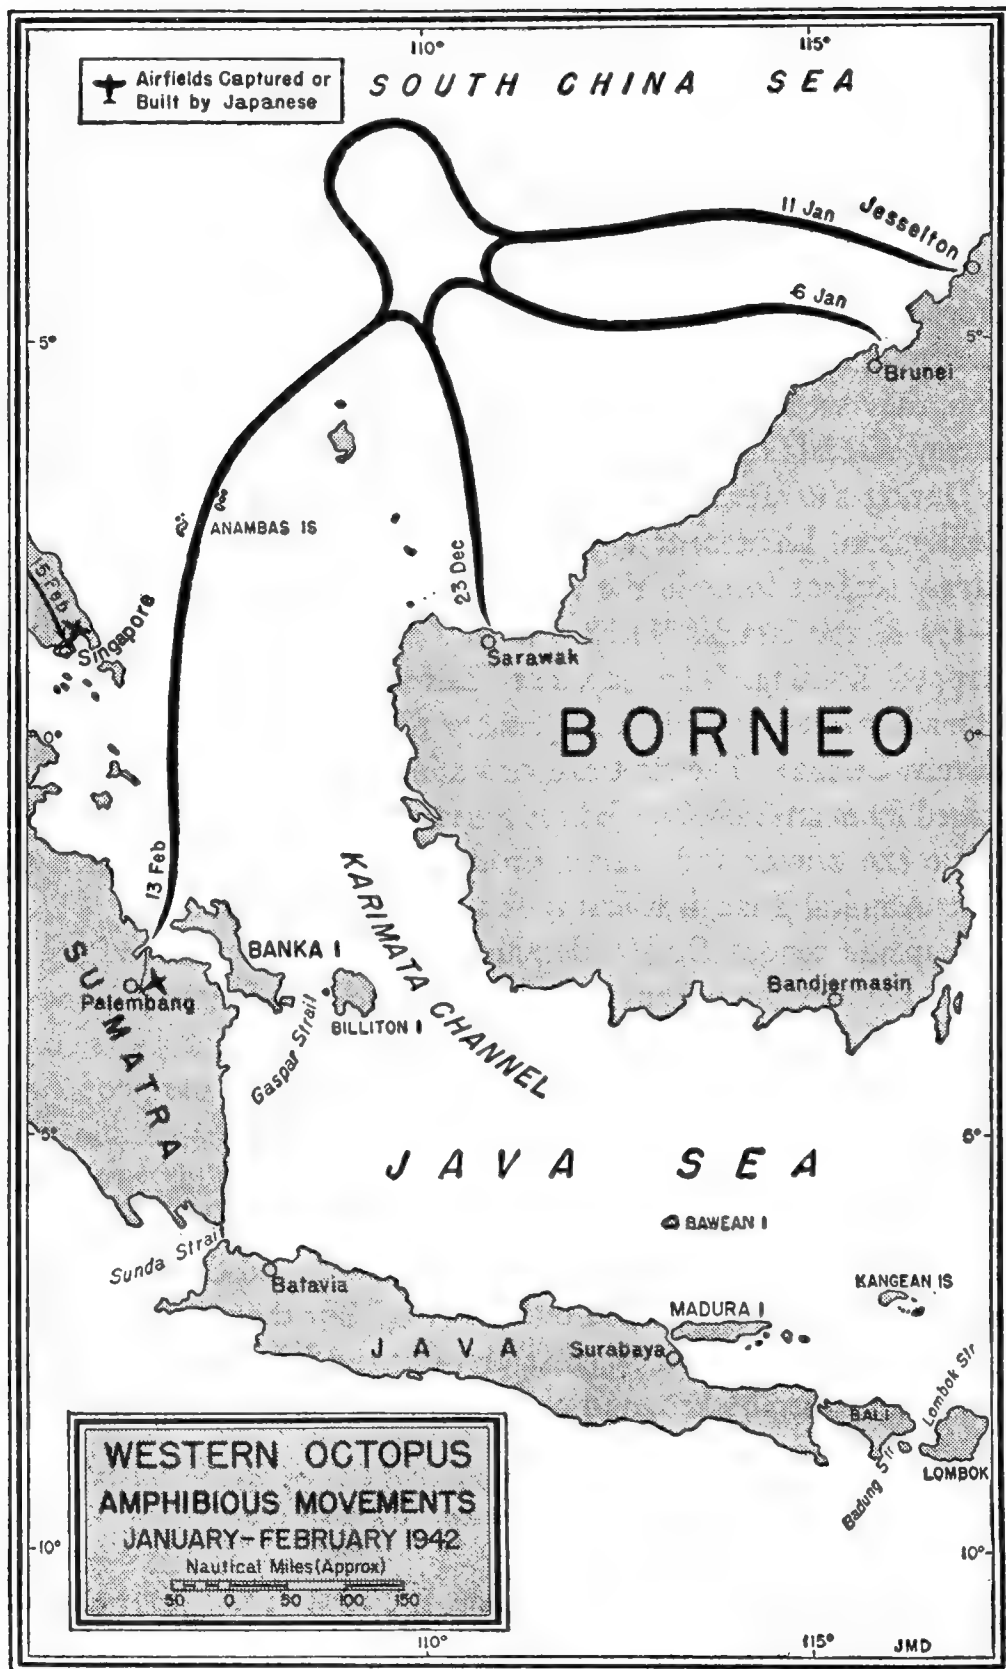 110°
115°
Airfields Captured or
Built by Japanese
SOUTH CHINA SEA
11 Jan
Jesselton
6 Jan
5°
5°
Brunei
ANAMBAS IS
23 Dec
15 Feb
Singapore
Sarawak
BORNEO
0°
0°
13 Feb
KARIMATA CHANNEL
BANKA I
SUMATRA
Palembang
BILLITON I
Gaspar Strait
Bandjermasin
5°
5°
JAVA SEA
BAWEAN I
Sunda Strait
Batavia
KANGEAN IS
MADURA I
JAVA
Surabaya
Lombok Str
BALI
Badung Str
LOMBOK
WESTERN OCTOPUS
AMPHIBIOUS MOVEMENTS
JANUARY-FEBRUARY 1942
Nautical Miles (Approx)
50 0 50 100 150
10°
10°
110°
115°
JMD